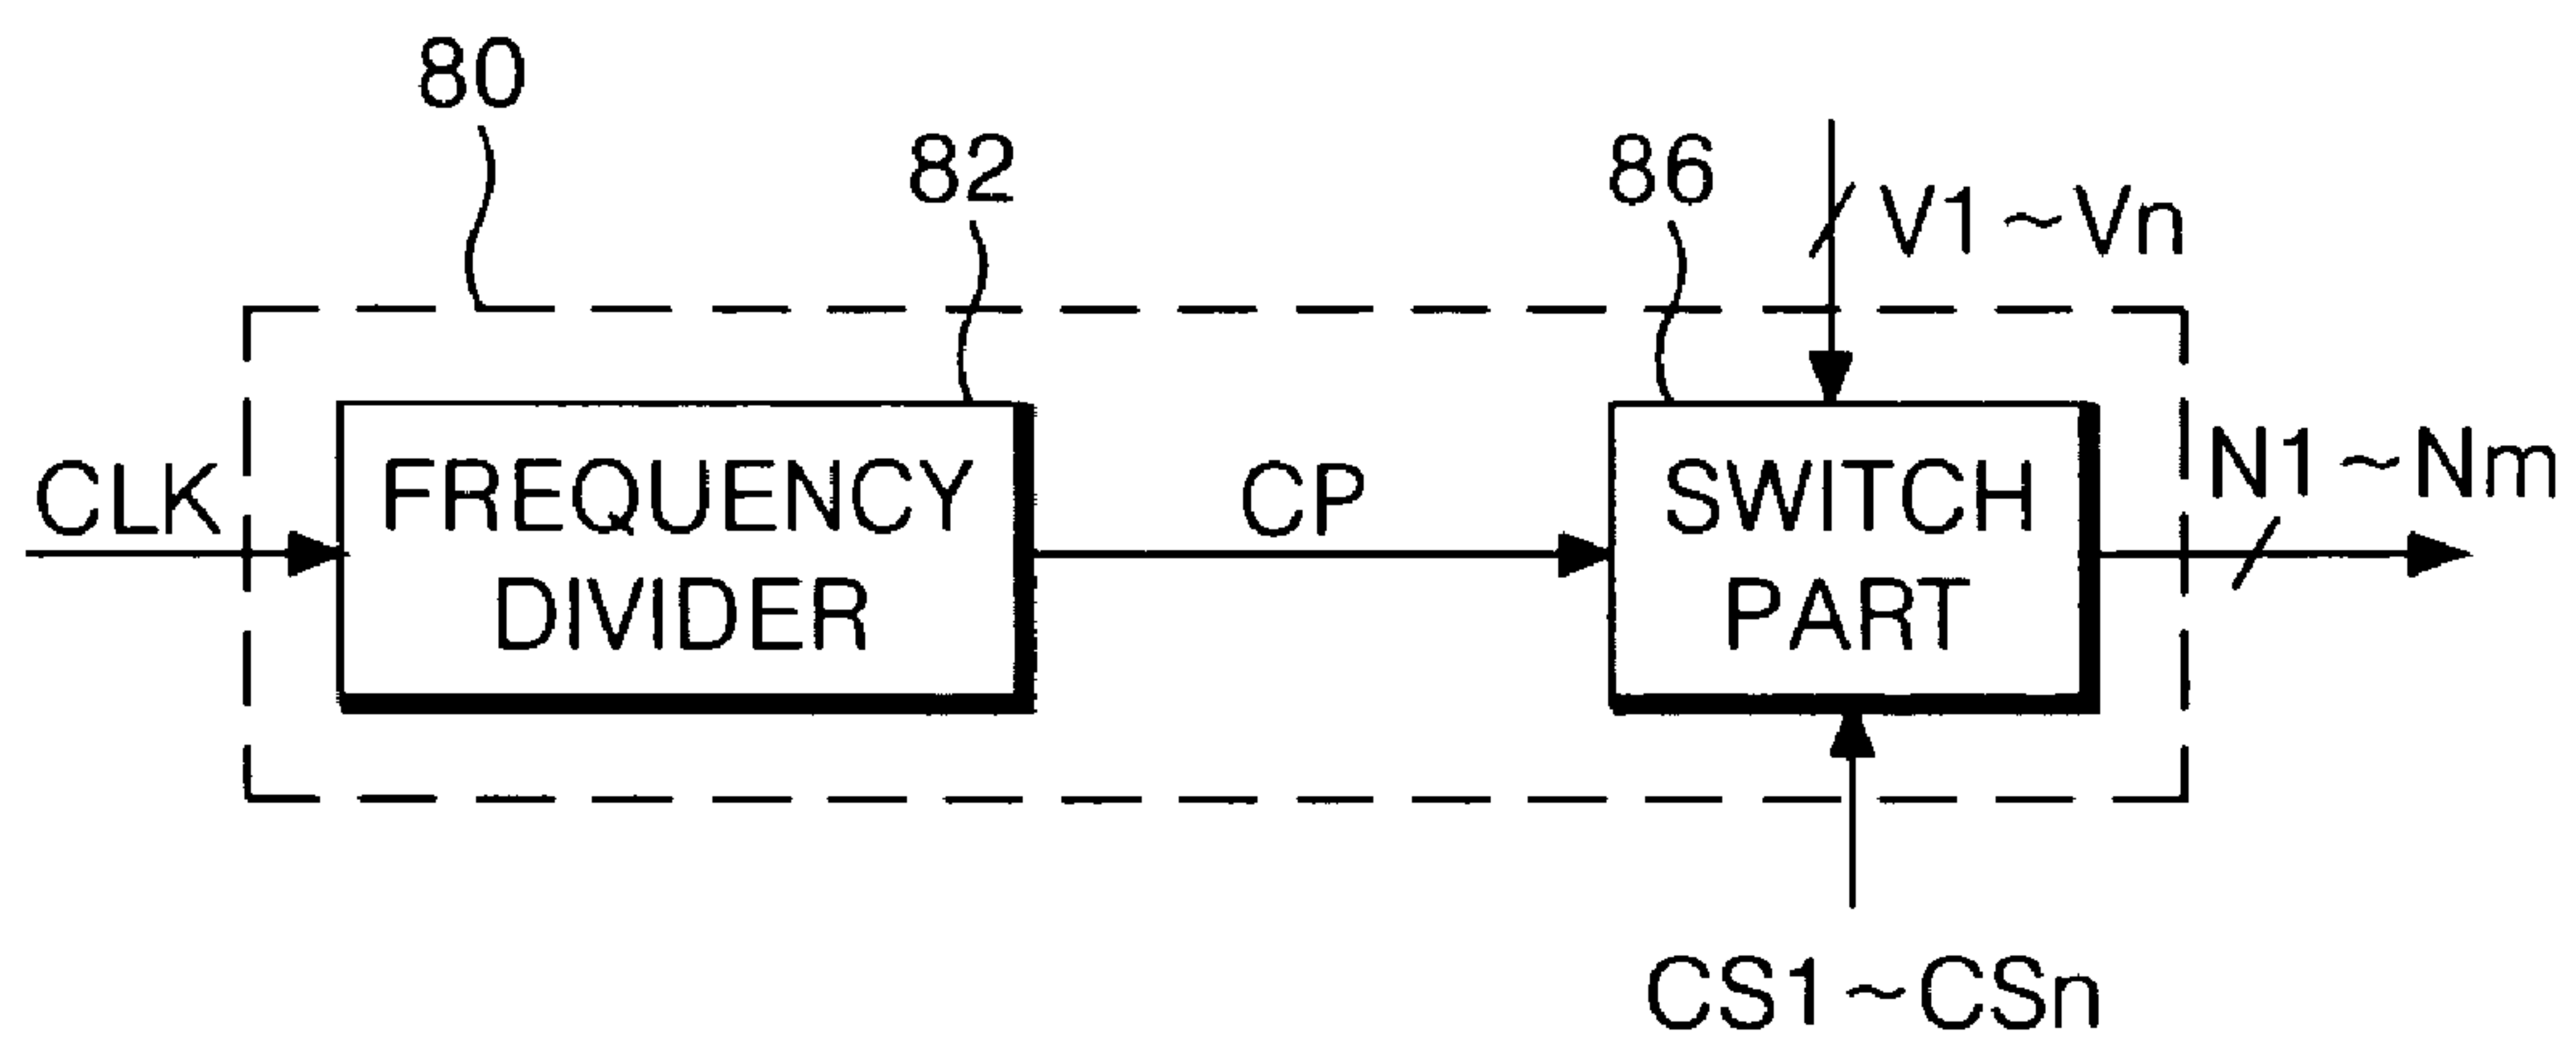 80
82
86
V1~Vn
CLK
FREQUENCY
DIVIDER
CP
SWITCH
PART
N1~Nm
CS1~CSn